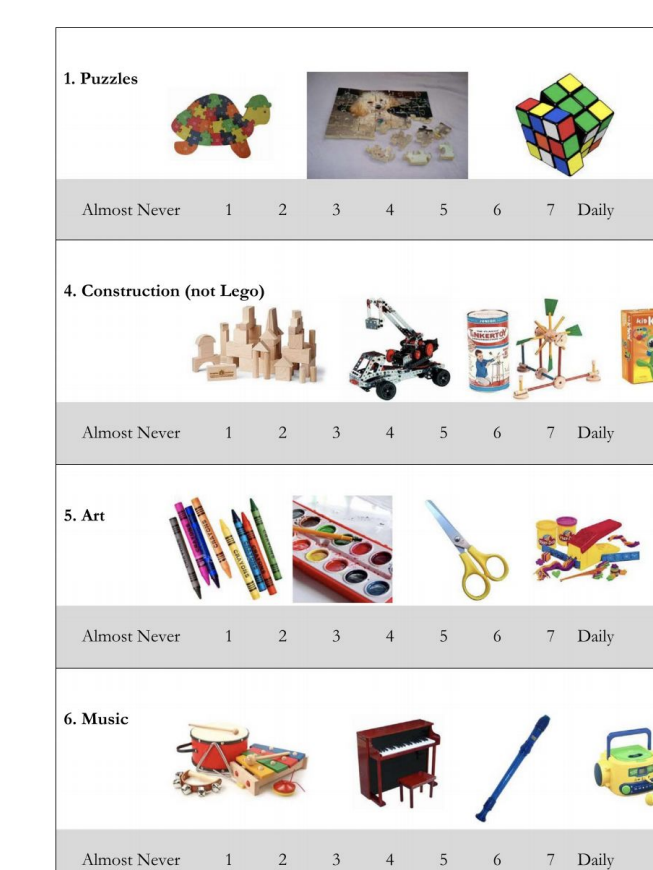 1. Puzzles
Almost Never 1 2 3 4 5 6 7 Daily
4. Construction (not Lego)
TINKERTOY
Almost Never 1 2 3 4 5 6 7 Daily
5. Art
CRAYONS
Almost Never 1 2 3 4 5 6 7 Daily
6. Music
Almost Never 1 2 3 4 5 6 7 Daily